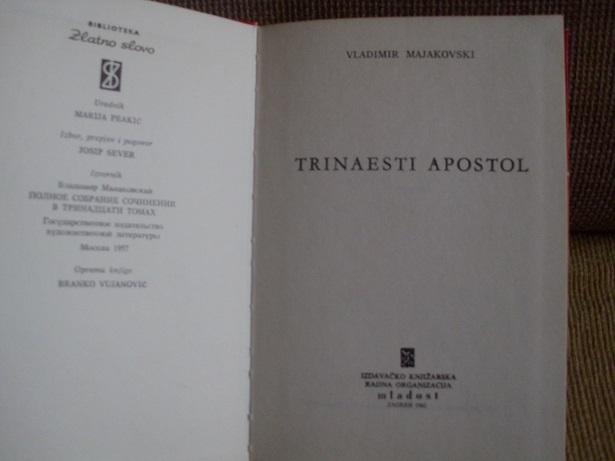 BIBLIOTEKA
Zlatno slovo
Urednik
MARIJA PEAKIĆ
Izbor, prepjev i pogovor
JOSIP SEVER
Izvornik
Владимир Маяковский
ПОЛНОЕ СОБРАНИЕ СОЧИНЕНИЙ
В ТРИНАДЦАТИ ТОМАХ
Государственное издательство
художественной литературы
Москва 1957
Oprema knjige
BRANKO VUJANOVIĆ
VLADIMIR MAJAKOVSKI
TRINAESTI APOSTOL
IZDAVAČKO KNJIŽARSKA
RADNA ORGANIZACIJA
mladost
ZAGREB